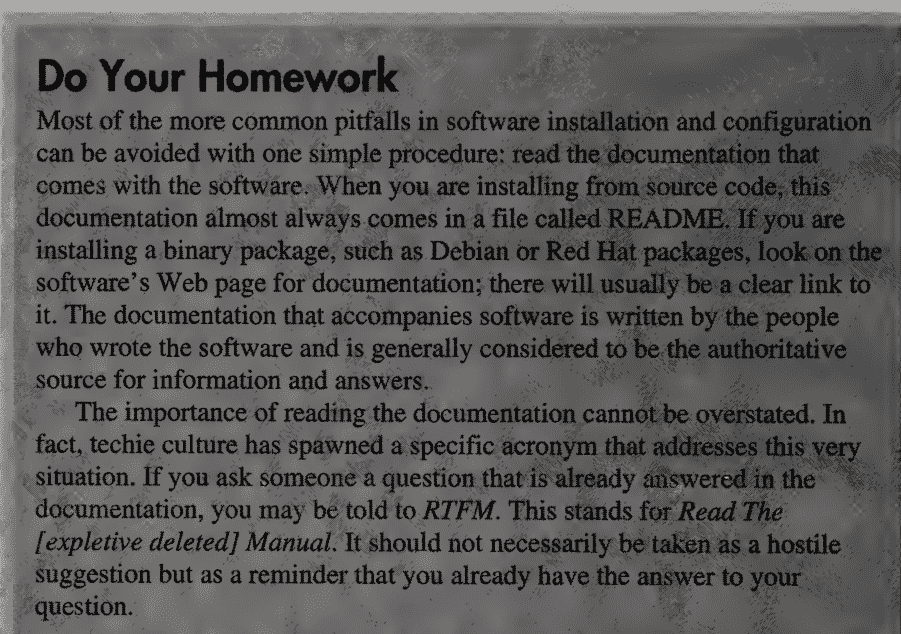 Do Your Homework
Most of the more common pitfalls in software installation and configuration
can be avoided with one simple procedure: read the documentation that
comes with the software. When you are installing from source code, this
documentation almost always comes in a file called README. If you are
installing a binary package, such as Debian or Red Hat packages, look on the
software's Web page for documentation; there will usually be a clear link to
it. The documentation that accompanies software is written by the people
who wrote the software and is generally considered to be the authoritative
source for information and answers.
The importance of reading the documentation cannot be overstated. In
fact, techie culture has spawned a specific acronym that addresses this very
situation. If you ask someone a question that is already answered in the
documentation, you may be told to RTFM. This stands for Read The
[expletive deleted] Manual. It should not necessarily be taken as a hostile
suggestion but as a reminder that you already have the answer to your
question.